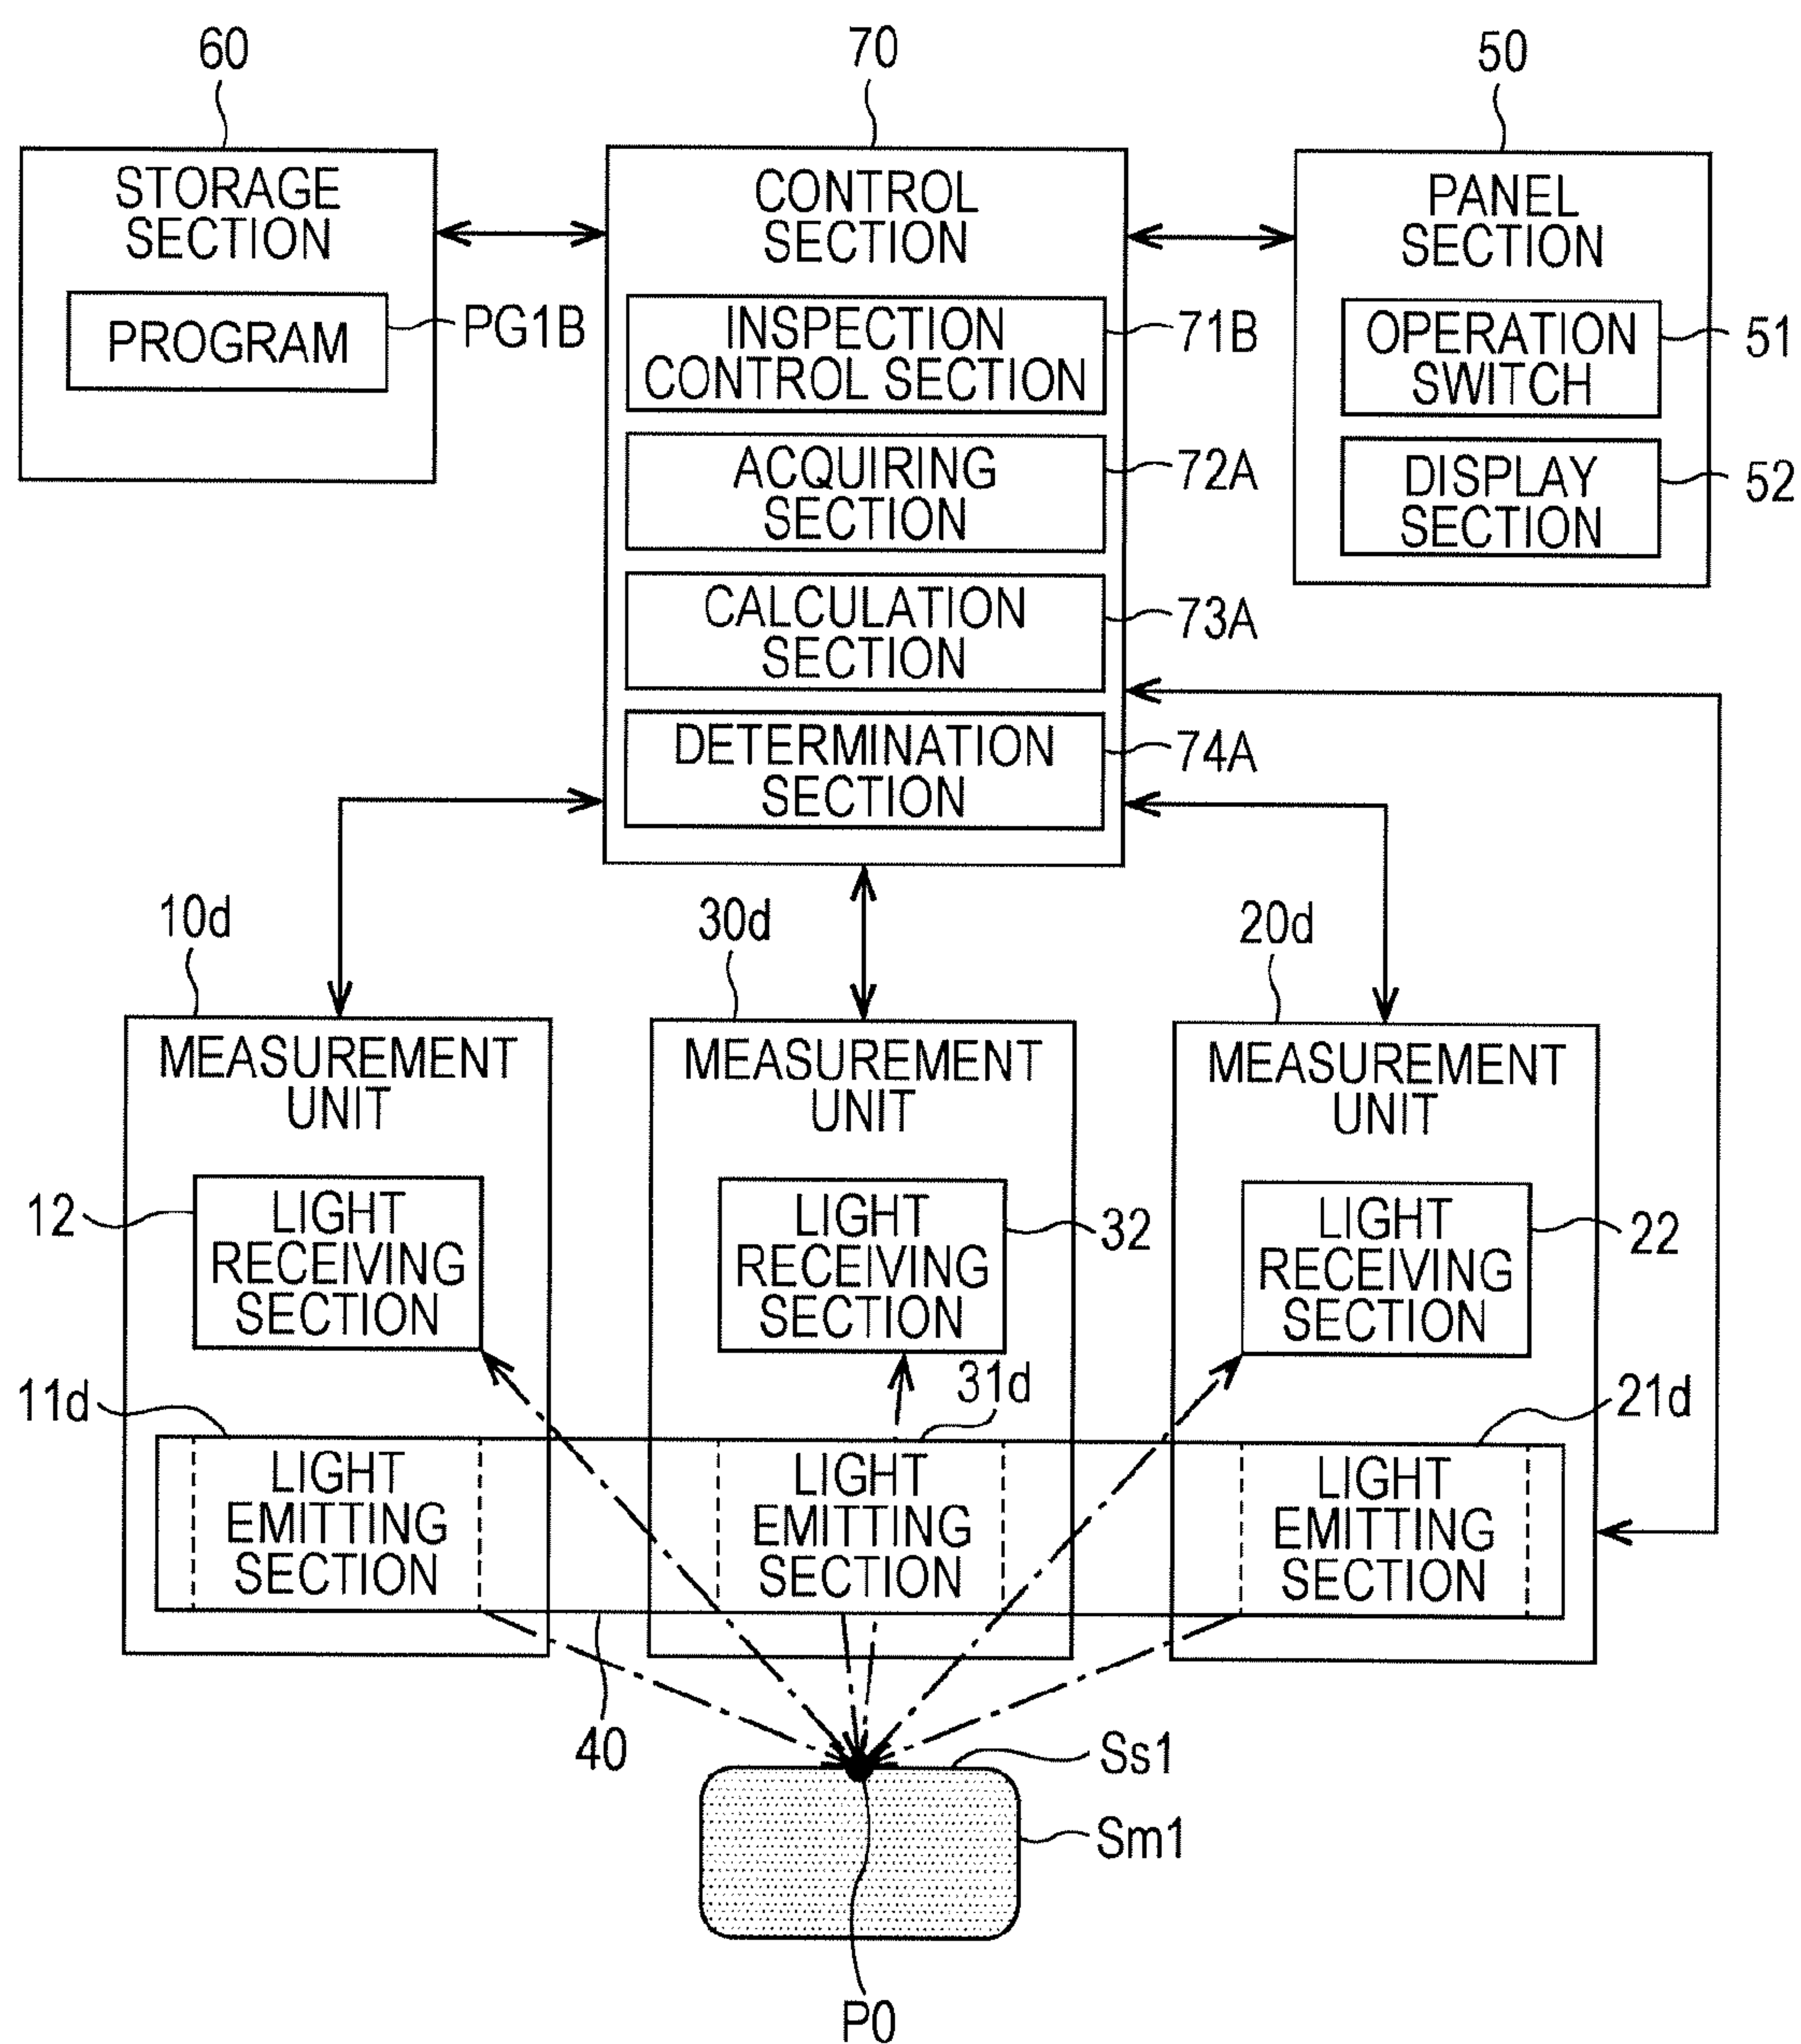 60
70
50
STORAGE
SECTION
PROGRAM
PG1B
CONTROL
SECTION
INSPECTION
CONTROL SECTION
71B
ACQUIRING
SECTION
72A
CALCULATION
SECTION
73A
DETERMINATION
SECTION
74A
PANEL
SECTION
OPERATION
SWITCH
51
DISPLAY
SECTION
52
10d
30d
20d
MEASUREMENT
UNIT
MEASUREMENT
UNIT
MEASUREMENT
UNIT
12
LIGHT
RECEIVING
SECTION
LIGHT
RECEIVING
SECTION
32
LIGHT
RECEIVING
SECTION
22
11d
31d
21d
LIGHT
EMITTING
SECTION
LIGHT
EMITTING
SECTION
LIGHT
EMITTING
SECTION
40
Ss1
Sm1
P0